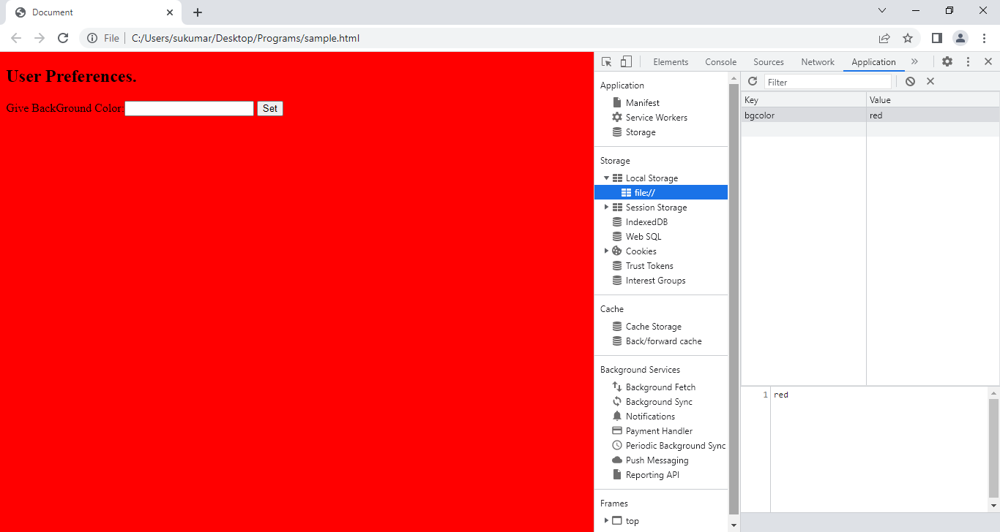 Document
File
C:/Users/sukumar/Desktop/Programs/sample.html
User Preferences.
Give BackGround Color:
Set
Elements
Console
Sources
Network
Application
Application
Manifest
Service Workers
Storage
Storage
Local Storage
file://
Session Storage
IndexedDB
Web SQL
Cookies
Trust Tokens
Interest Groups
Cache
Cache Storage
Back/forward cache
Background Services
Background Fetch
Background Sync
Notifications
Payment Handler
Periodic Background Sync
Push Messaging
Reporting API
Frames
top
Filter
Key Value
bgcolor red
1 red